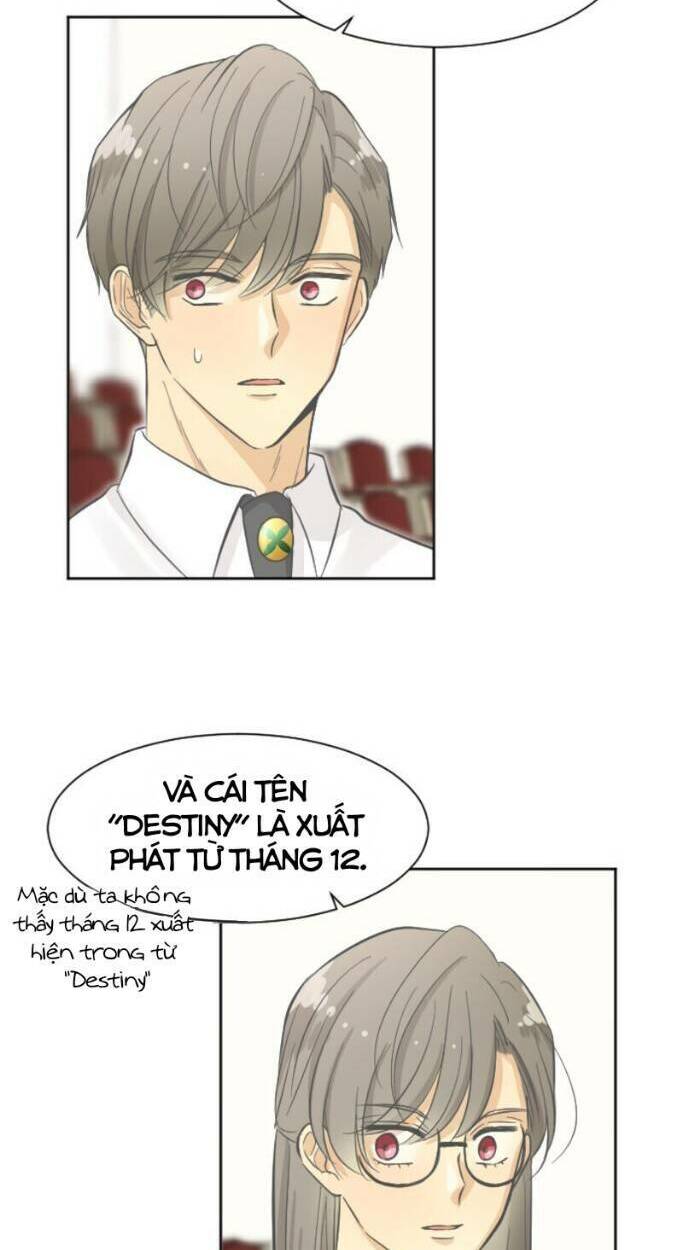 VÀ CÁI TÊN
"DESTINY" LÀ XUẤT
PHÁT TỪ THÁNG 12.
Mặc dù ta không
thấy tháng 12 xuất
hiện trong từ
"Destiny"